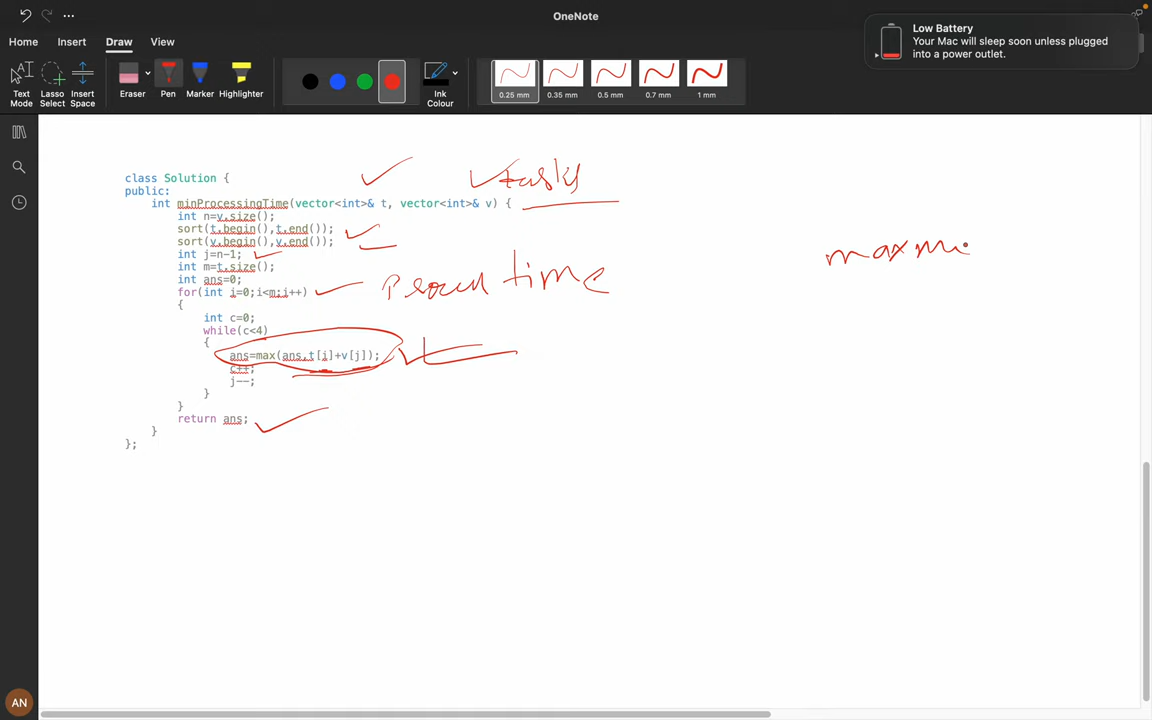 OneNote
Low Battery
Your Mac will sleep soon unless plugged
into a power outlet.
Home Insert Draw View
Text Mode
Lasso Select
Insert Space
Eraser
Pen
Marker
Highlighter
Ink Colour
0.25 mm 0.35 mm 0.5 mm 0.7 mm 1 mm
class Solution {
public:
int minProcessingTime(vector<int>& t, vector<int>& v) {
int n=v.size();
sort(t.begin(),t.end());
sort(v.begin(),v.end());
int j=n-1;
int m=t.size();
int ans=0;
for(int i=0;i<m;i++)
{
int c=0;
while(c<4)
{
ans=max(ans,t[i]+v[j]);
c++;
j--;
}
}
return ans;
}
};
tasks
time
AN